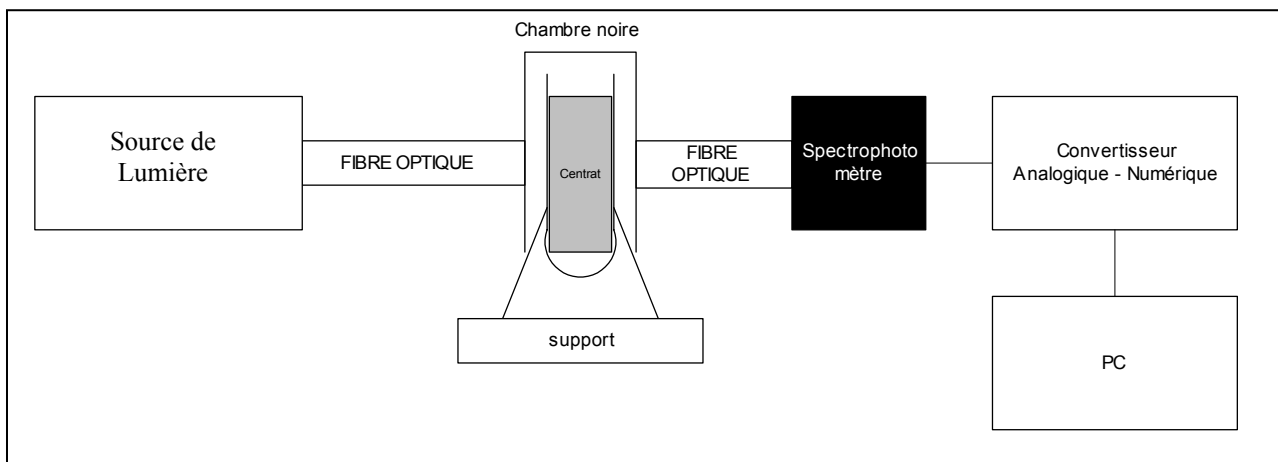 Chambre noire
Source de
Lumière
FIBRE OPTIQUE
Centrat
FIBRE
OPTIQUE
Spectrophoto
mètre
Convertisseur
Analogique - Numérique
support
PC